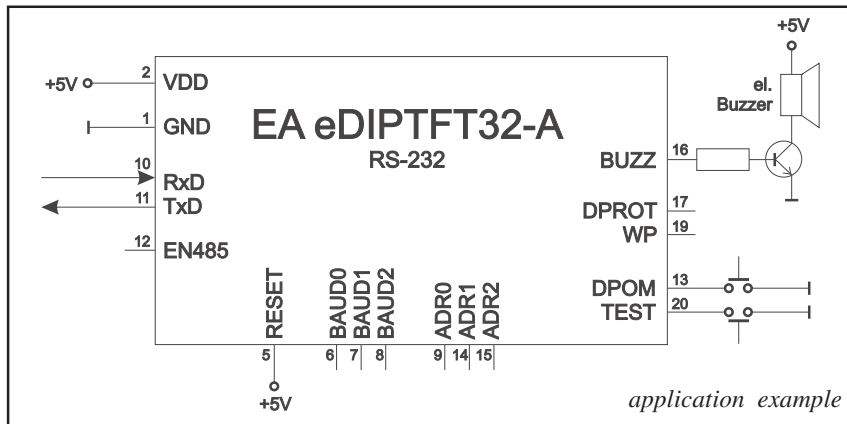 +5V
2
VDD
1
GND
10
RxD
11
TxD
12
EN485
EA eDIPTFT32-A
RS-232
+5V
el.
Buzzer
BUZZ
16
DPROT
17
WP
19
DPOM
13
TEST
20
RESET
BAUD0
BAUD1
BAUD2
ADR0
ADR1
ADR2
5
6
7
8
9
14
15
+5V
application example